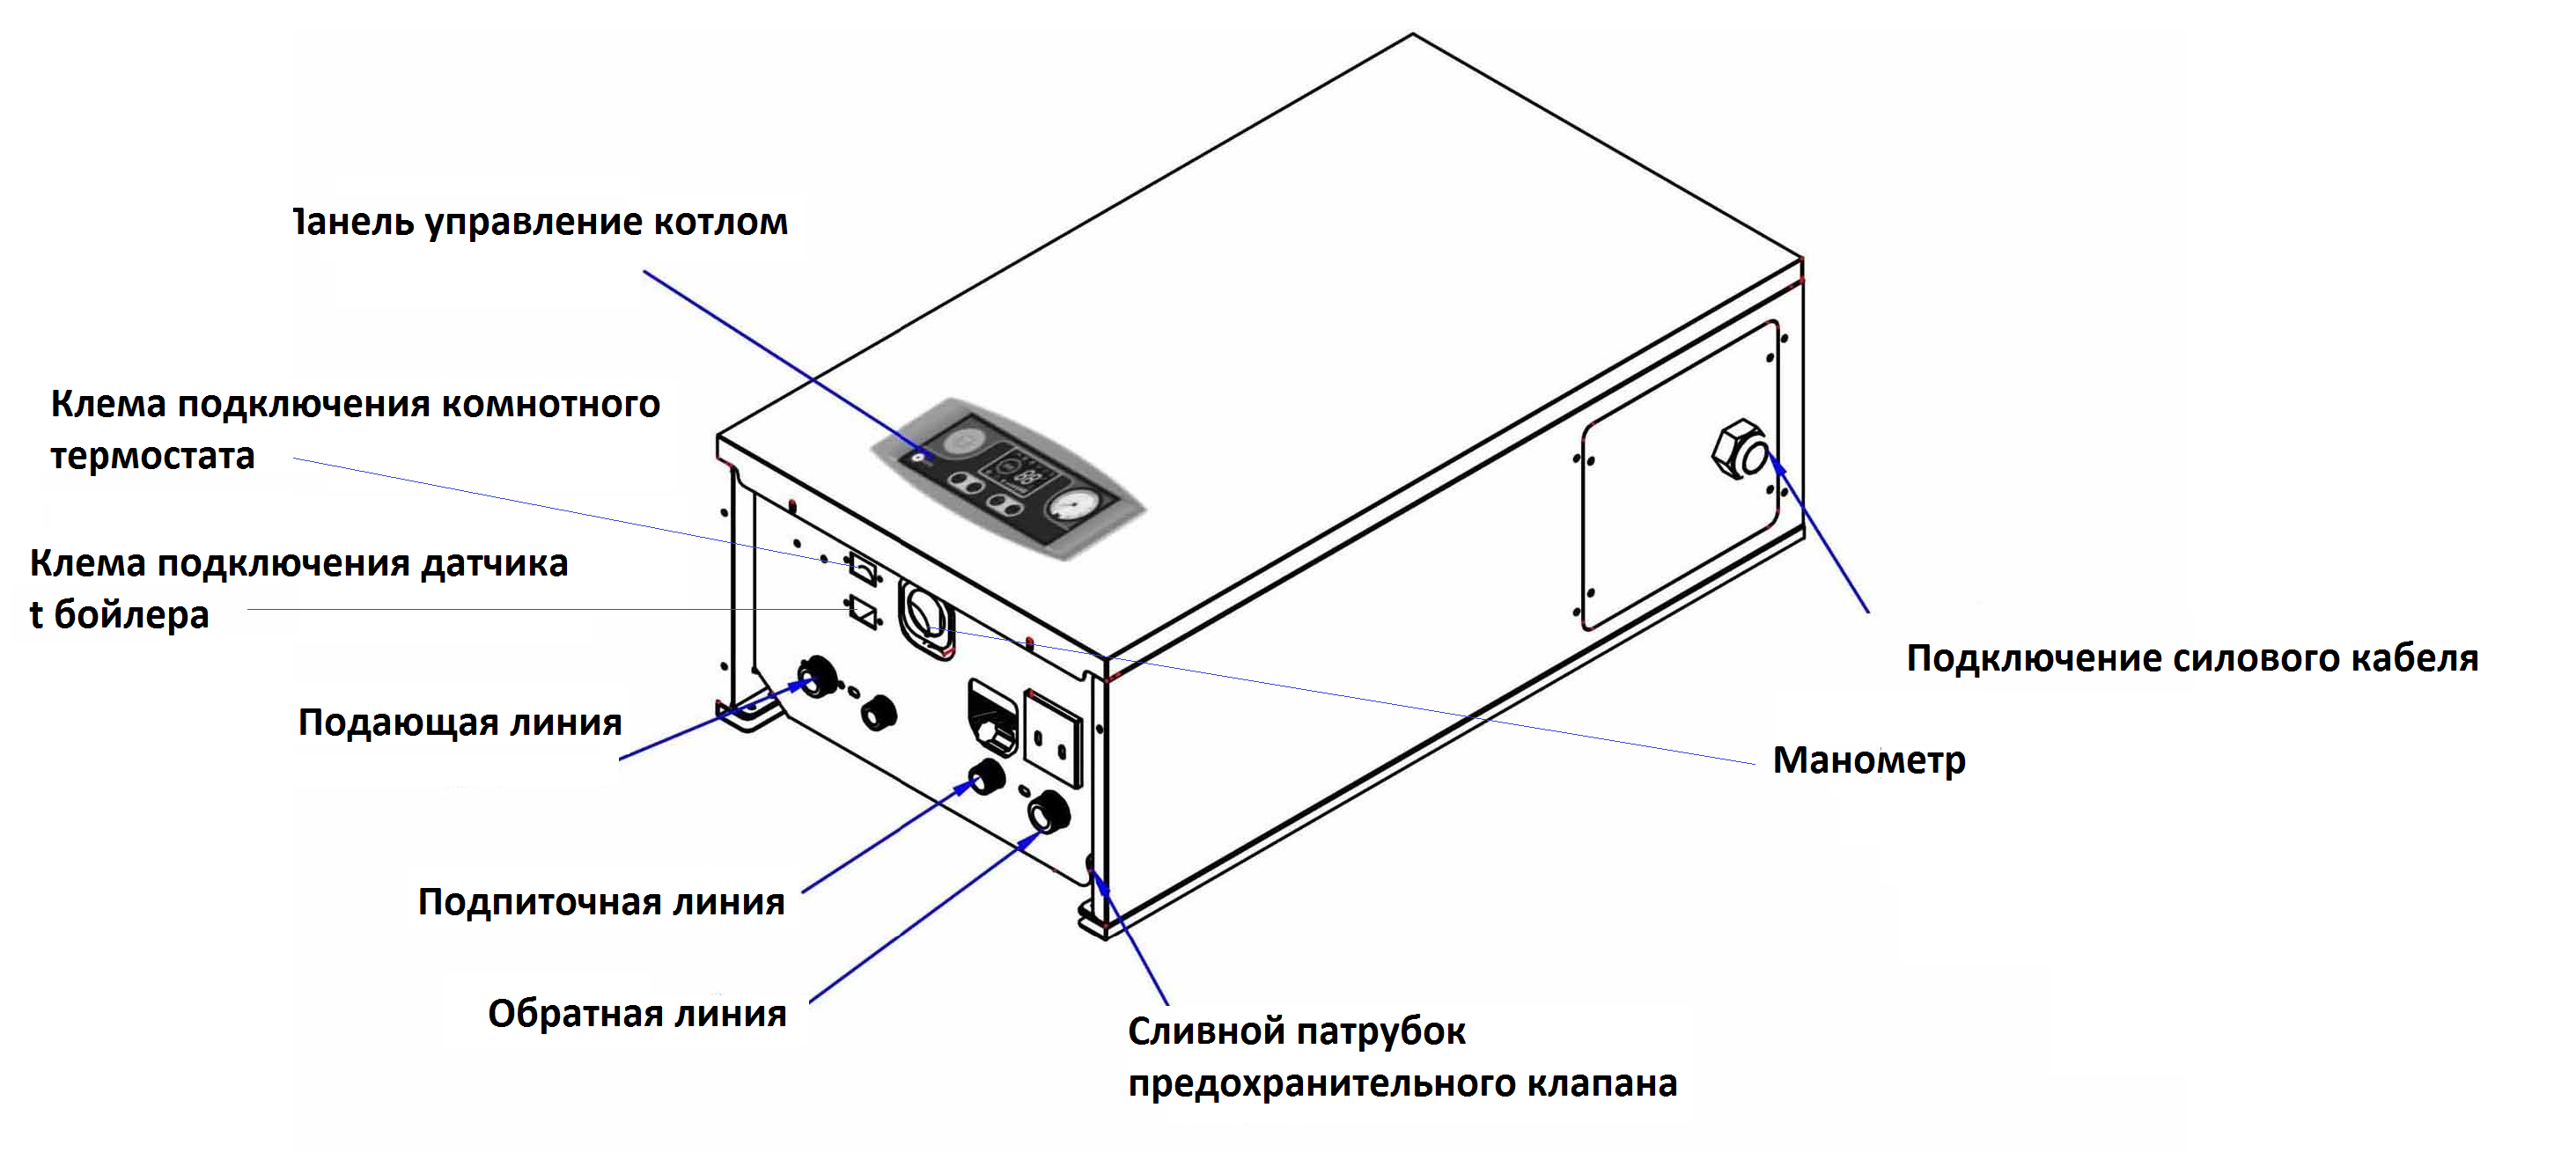 Панель управление котлом
Клема подключения комнотного
термостата
Клема подключения датчика
t бойлера
Подающая линия
Подпиточная линия
Обратная линия
Сливной патрубок
предохранительного клапана
Манометр
Подключение силового кабеля